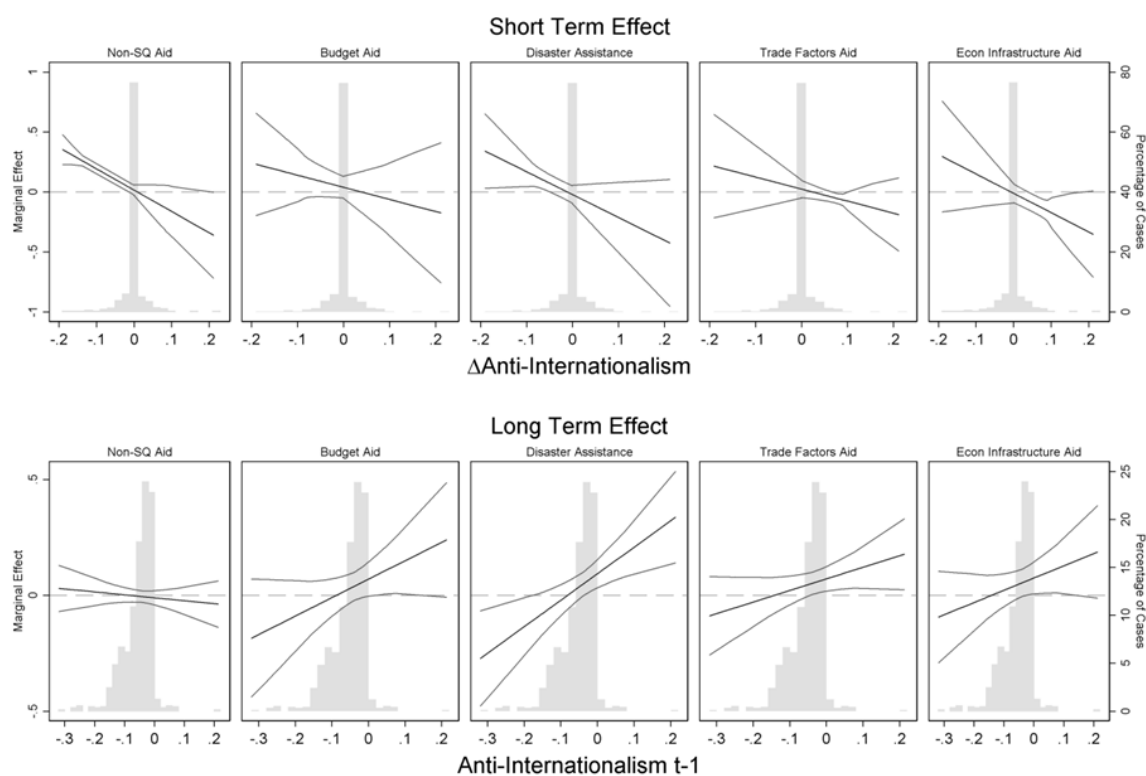 Short Term Effect
Non-SQ Aid Budget Aid Disaster Assistance Trade Factors Aid Econ Infrastructure Aid
Marginal Effect
1
.5
0
-.5
-1
Percentage of Cases
80
60
40
20
0
-.2 -.1 0 .1 .2 -.2 -.1 0 .1 .2 -.2 -.1 0 .1 .2 -.2 -.1 0 .1 .2 -.2 -.1 0 .1 .2
ΔAnti-Internationalism
Long Term Effect
Non-SQ Aid Budget Aid Disaster Assistance Trade Factors Aid Econ Infrastructure Aid
Marginal Effect
.5
0
-.5
Percentage of Cases
25
20
15
10
5
0
-.3 -.2 -.1 0 .1 .2 -.3 -.2 -.1 0 .1 .2 -.3 -.2 -.1 0 .1 .2 -.3 -.2 -.1 0 .1 .2 -.3 -.2 -.1 0 .1 .2
Anti-Internationalism t-1